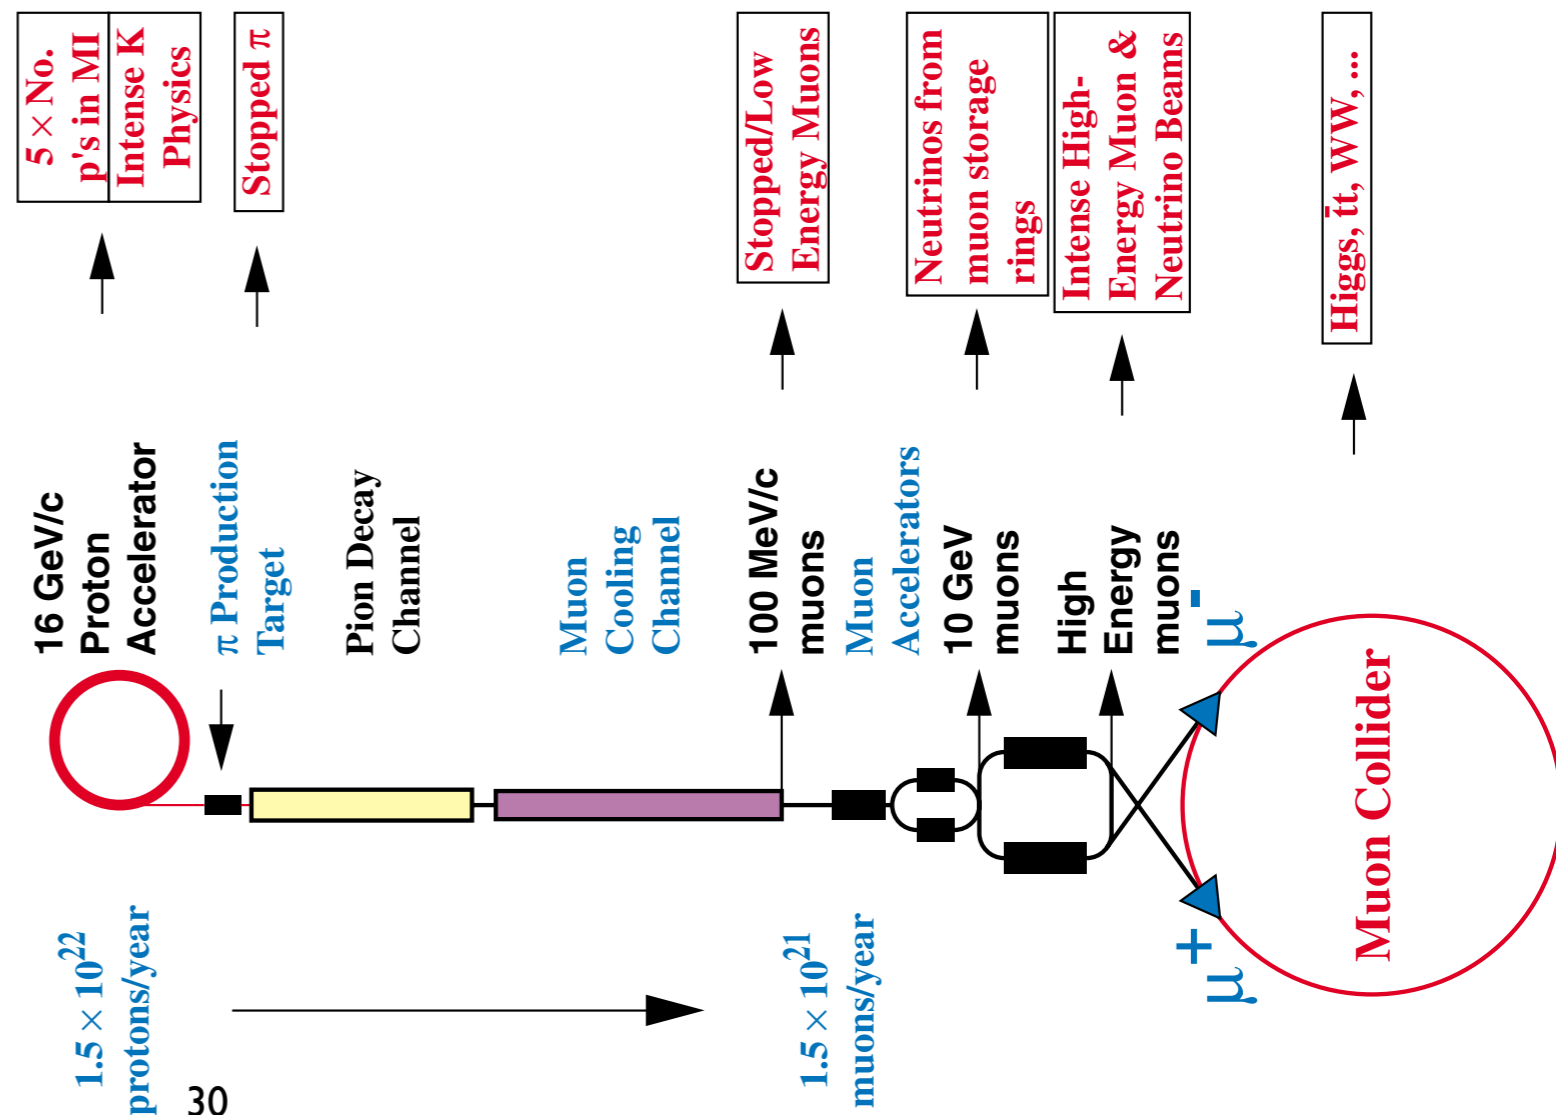 5 × No.
p's in MI
Intense K
Physics
Stopped π
Stopped/Low
Energy Muons
Neutrinos from
muon storage
rings
Intense High-
Energy Muon &
Neutrino Beams
Higgs, t̄t, WW, ...
16 GeV/c
Proton
Accelerator
π Production
Target
Pion Decay
Channel
Muon
Cooling
Channel
100 MeV/c
muons
Muon
Accelerators
10 GeV
muons
High
Energy
muons
μ⁻
μ⁺
Muon Collider
1.5 × 10²²
protons/year
1.5 × 10²¹
muons/year
30